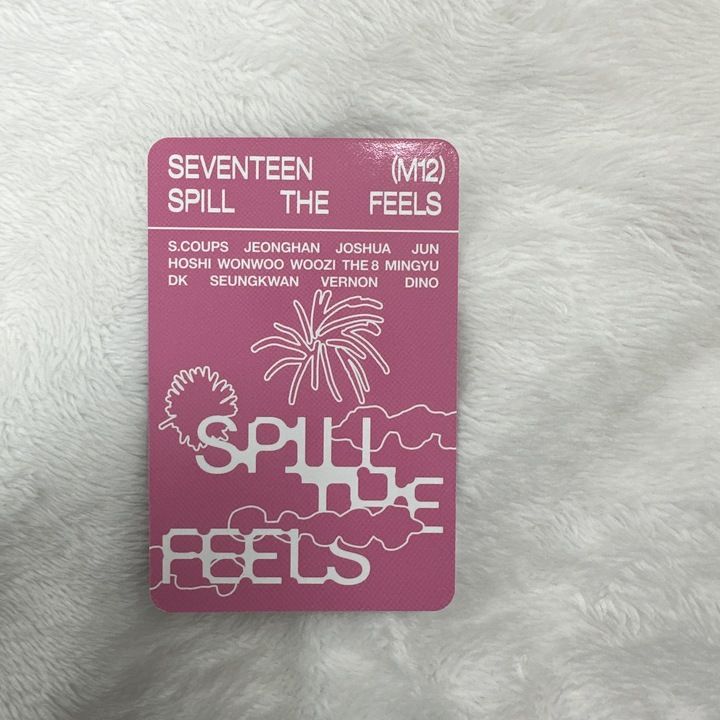 SEVENTEEN (M12)
SPILL THE FEELS
S.COUPS JEONGHAN JOSHUA JUN
HOSHI WONWOO WOOZI THE 8 MINGYU
DK SEUNGKWAN VERNON DINO
SPILL
THE
FEELS